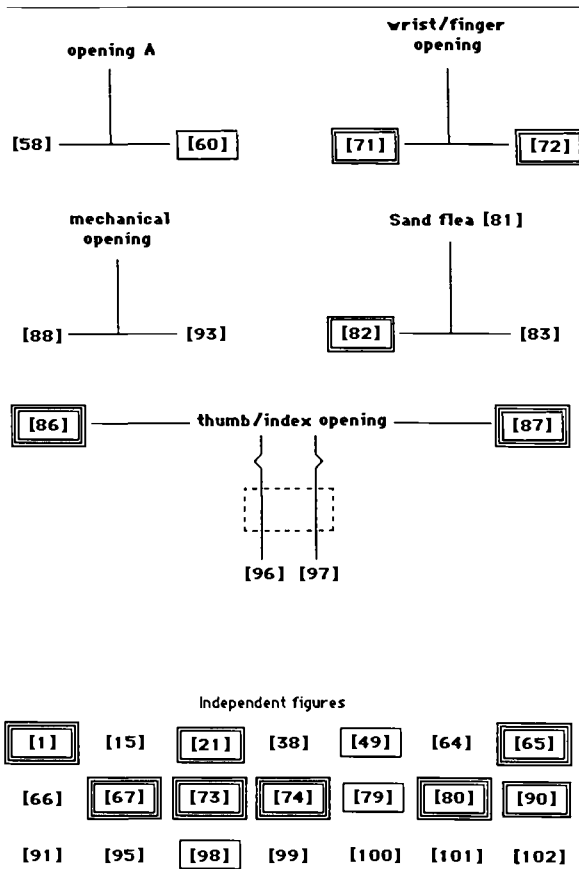 opening A
wrist/finger
opening
[58] [60] [71] [72]
mechanical
opening
Sand flea [81]
[88] [93] [82] [83]
[86] thumb/index opening [87]
[96] [97]
Independent figures
[1] [15] [21] [38] [49] [64] [65]
[66] [67] [73] [74] [79] [80] [90]
[91] [95] [98] [99] [100] [101] [102]